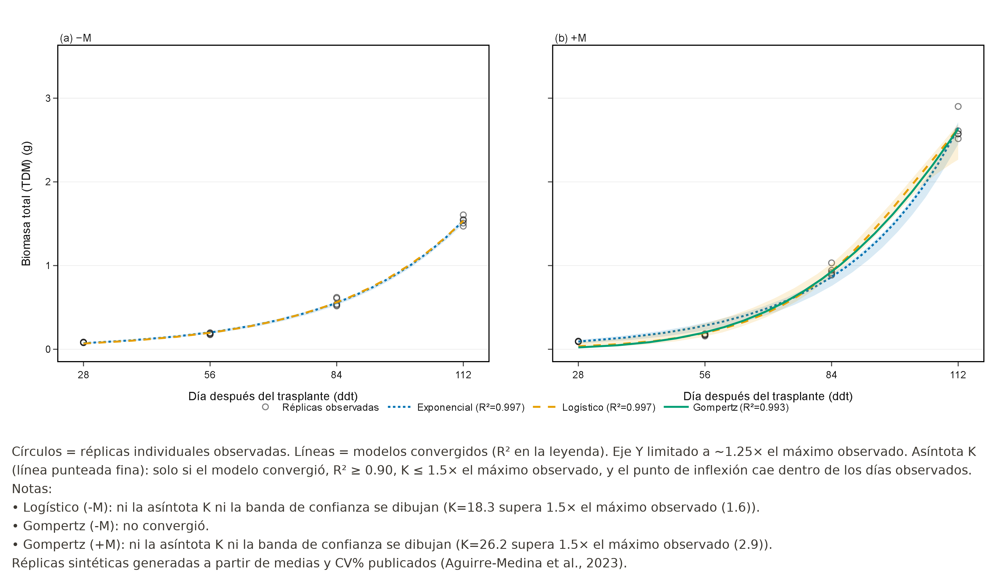 (a) −M
(b) +M
Biomasa total (TDM) (g)
3
2
1
0
28
56
84
112
28
56
84
112
Día después del trasplante (ddt)
Día después del trasplante (ddt)
Réplicas observadas
Exponencial (R²=0.997)
Logístico (R²=0.997)
Gompertz (R²=0.993)
Círculos = réplicas individuales observadas. Líneas = modelos convergidos (R² en la leyenda). Eje Y limitado a ~1.25× el máximo observado. Asíntota K
(línea punteada fina): solo si el modelo convergió, R² ≥ 0.90, K ≤ 1.5× el máximo observado, y el punto de inflexión cae dentro de los días observados.
Notas:
• Logístico (-M): ni la asíntota K ni la banda de confianza se dibujan (K=18.3 supera 1.5× el máximo observado (1.6)).
• Gompertz (-M): no convergió.
• Gompertz (+M): ni la asíntota K ni la banda de confianza se dibujan (K=26.2 supera 1.5× el máximo observado (2.9)).
Réplicas sintéticas generadas a partir de medias y CV% publicados (Aguirre-Medina et al., 2023).